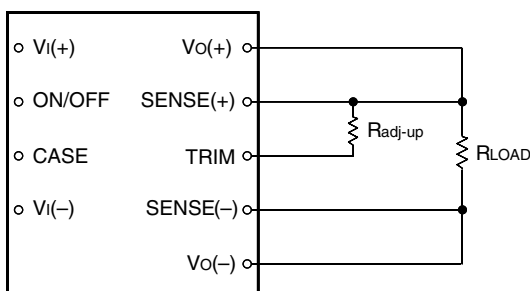 VI(+)
VO(+)
ON/OFF
SENSE(+)
Radj-up
RLOAD
CASE
TRIM
VI(–)
SENSE(–)
VO(–)